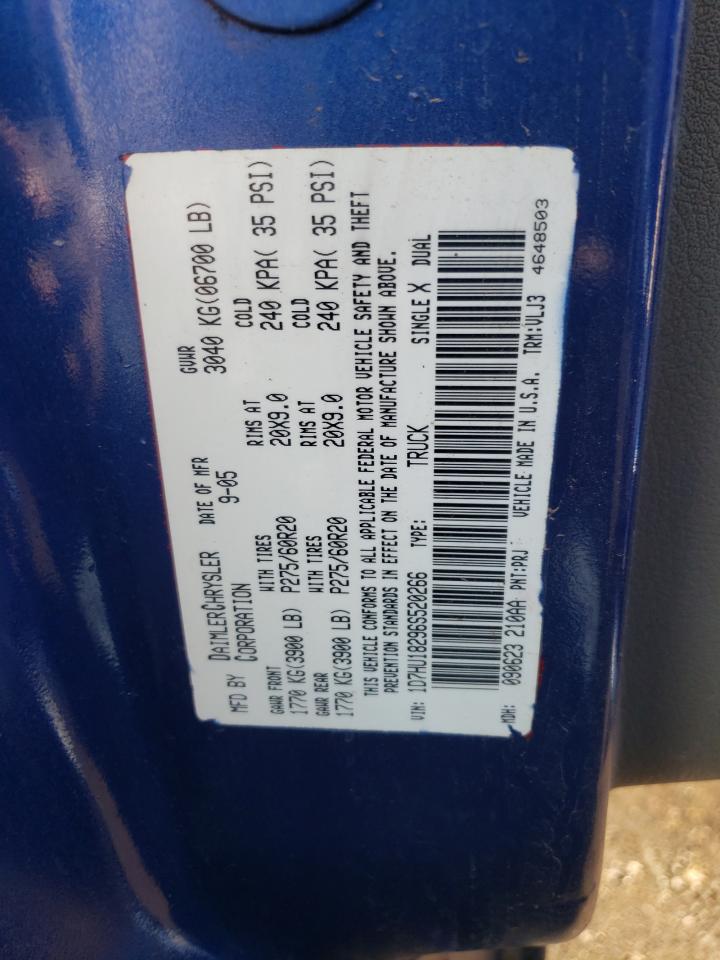 MFD BY DAIMLERCHRYSLER CORPORATION
DATE OF MFR
9-05
GVWR
3040 KG(06700 LB)
GAWR FRONT WITH TIRES RIMS AT COLD
1770 KG(3900 LB) P275/60R20 20X9.0 240 KPA( 35 PSI)
GAWR REAR WITH TIRES RIMS AT COLD
1770 KG(3900 LB) P275/60R20 20X9.0 240 KPA( 35 PSI)
THIS VEHICLE CONFORMS TO ALL APPLICABLE FEDERAL MOTOR VEHICLE SAFETY AND THEFT
PREVENTION STANDARDS IN EFFECT ON THE DATE OF MANUFACTURE SHOWN ABOVE.
VIN: 1D7HU18296S520266 TYPE: TRUCK SINGLE X DUAL
MDH: 090623 210AA PNT:PRJ VEHICLE MADE IN U.S.A. TRM:VLJ3 4648503